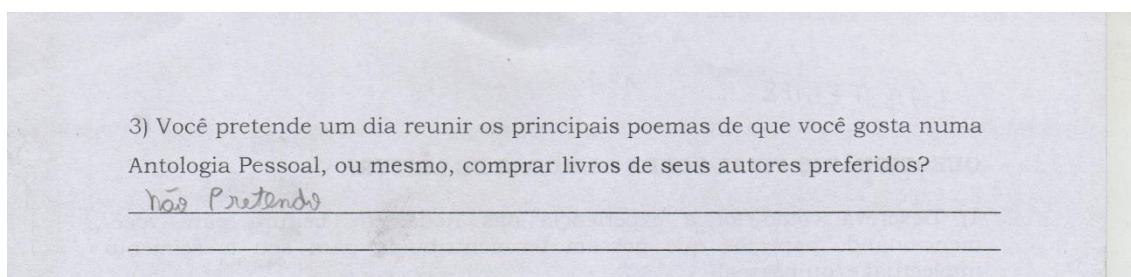 3) Você pretende um dia reunir os principais poemas de que você gosta numa
Antologia Pessoal, ou mesmo, comprar livros de seus autores preferidos?
não Pretendo